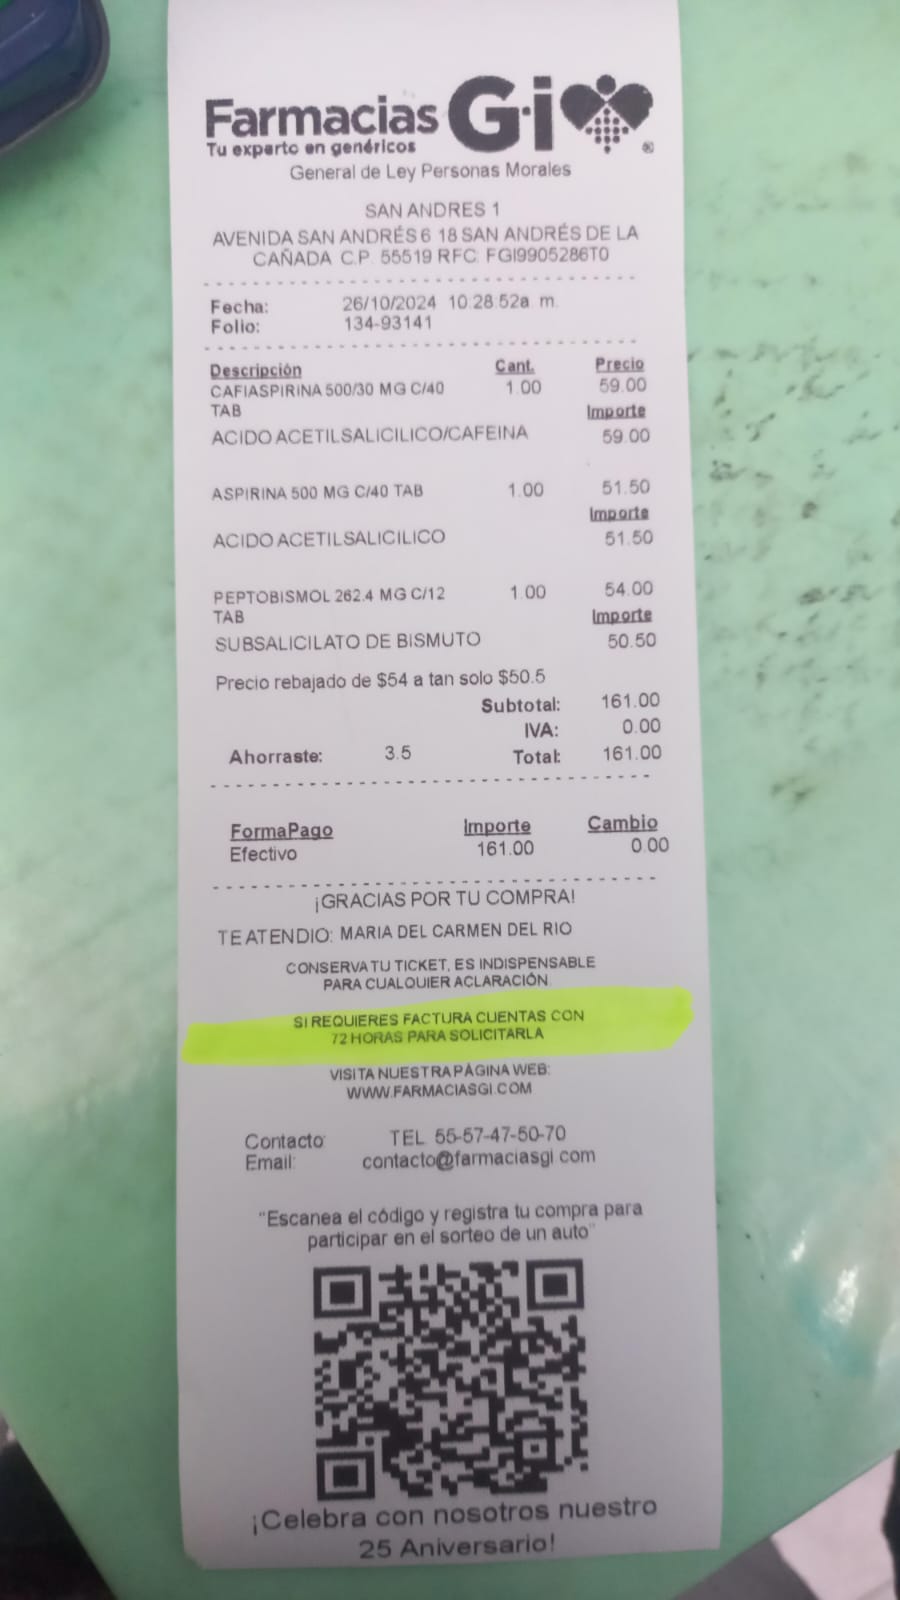 Farmacias G·i
Tu experto en genéricos
®
General de Ley Personas Morales
SAN ANDRES 1
AVENIDA SAN ANDRÉS 6 18 SAN ANDRÉS DE LA
CAÑADA C.P. 55519 RFC: FGI9905286T0
Fecha: 26/10/2024 10:28:52a. m.
Folio: 134-93141
Descripción Cant. Precio
CAFIASPIRINA 500/30 MG C/40 1.00 59.00
TAB Importe
ACIDO ACETILSALICILICO/CAFEINA 59.00
ASPIRINA 500 MG C/40 TAB 1.00 51.50
Importe
ACIDO ACETILSALICILICO 51.50
PEPTOBISMOL 262.4 MG C/12 1.00 54.00
TAB Importe
SUBSALICILATO DE BISMUTO 50.50
Precio rebajado de $54 a tan solo $50.5
Subtotal: 161.00
IVA: 0.00
Ahorraste: 3.5 Total: 161.00
FormaPago Importe Cambio
Efectivo 161.00 0.00
¡GRACIAS POR TU COMPRA!
TE ATENDIO: MARIA DEL CARMEN DEL RIO
CONSERVA TU TICKET, ES INDISPENSABLE
PARA CUALQUIER ACLARACIÓN.
SI REQUIERES FACTURA CUENTAS CON
72 HORAS PARA SOLICITARLA
VISITA NUESTRA PÀGINA WEB:
WWW.FARMACIASGI.COM
Contacto: TEL. 55-57-47-50-70
Email: contacto@farmaciasgi.com
"Escanea el código y registra tu compra para
participar en el sorteo de un auto"
¡Celebra con nosotros nuestro
25 Aniversario!